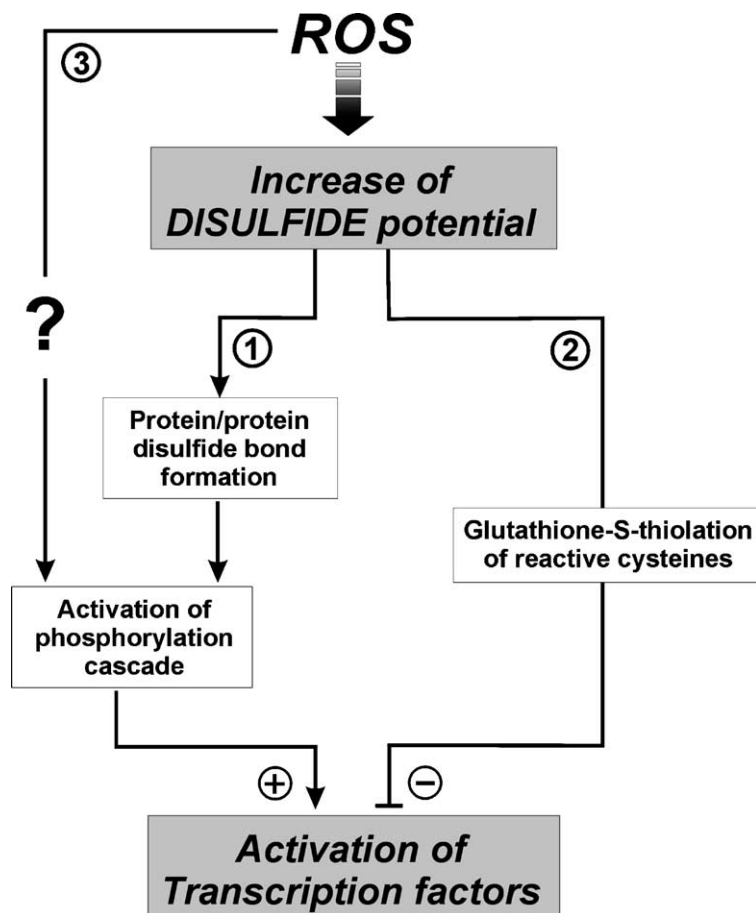 ROS
③
Increase of
DISULFIDE potential
?
①
②
Protein/protein
disulfide bond
formation
Glutathione-S-thiolation
of reactive cysteines
Activation of
phosphorylation
cascade
+
−
Activation of
Transcription factors